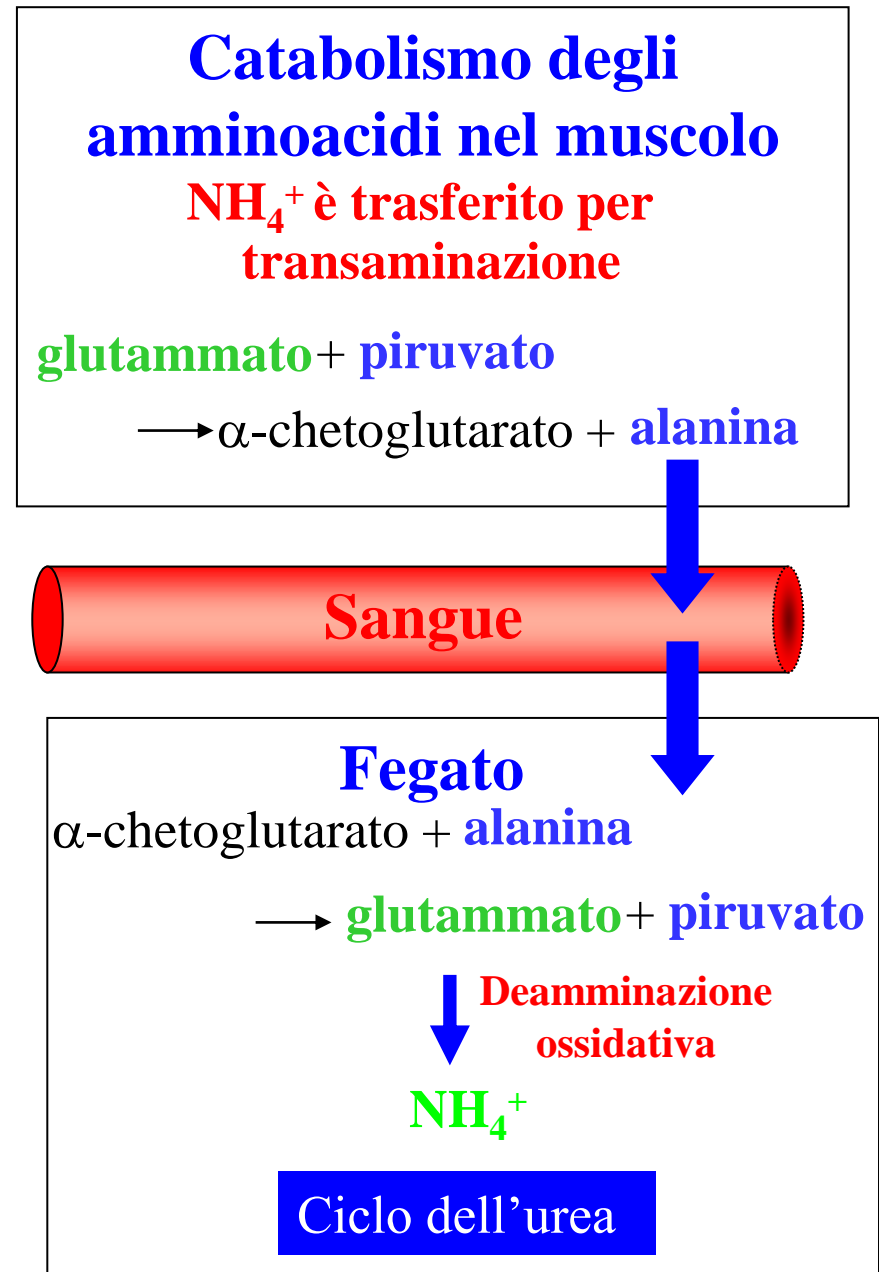 Catabolismo degli
amminoacidi nel muscolo
NH₄⁺ è trasferito per
transaminazione
glutammato + piruvato
→ α-chetoglutarato + alanina
Sangue
Fegato
α-chetoglutarato + alanina
→ glutammato + piruvato
Deamminazione
ossidativa
NH₄⁺
Ciclo dell’urea